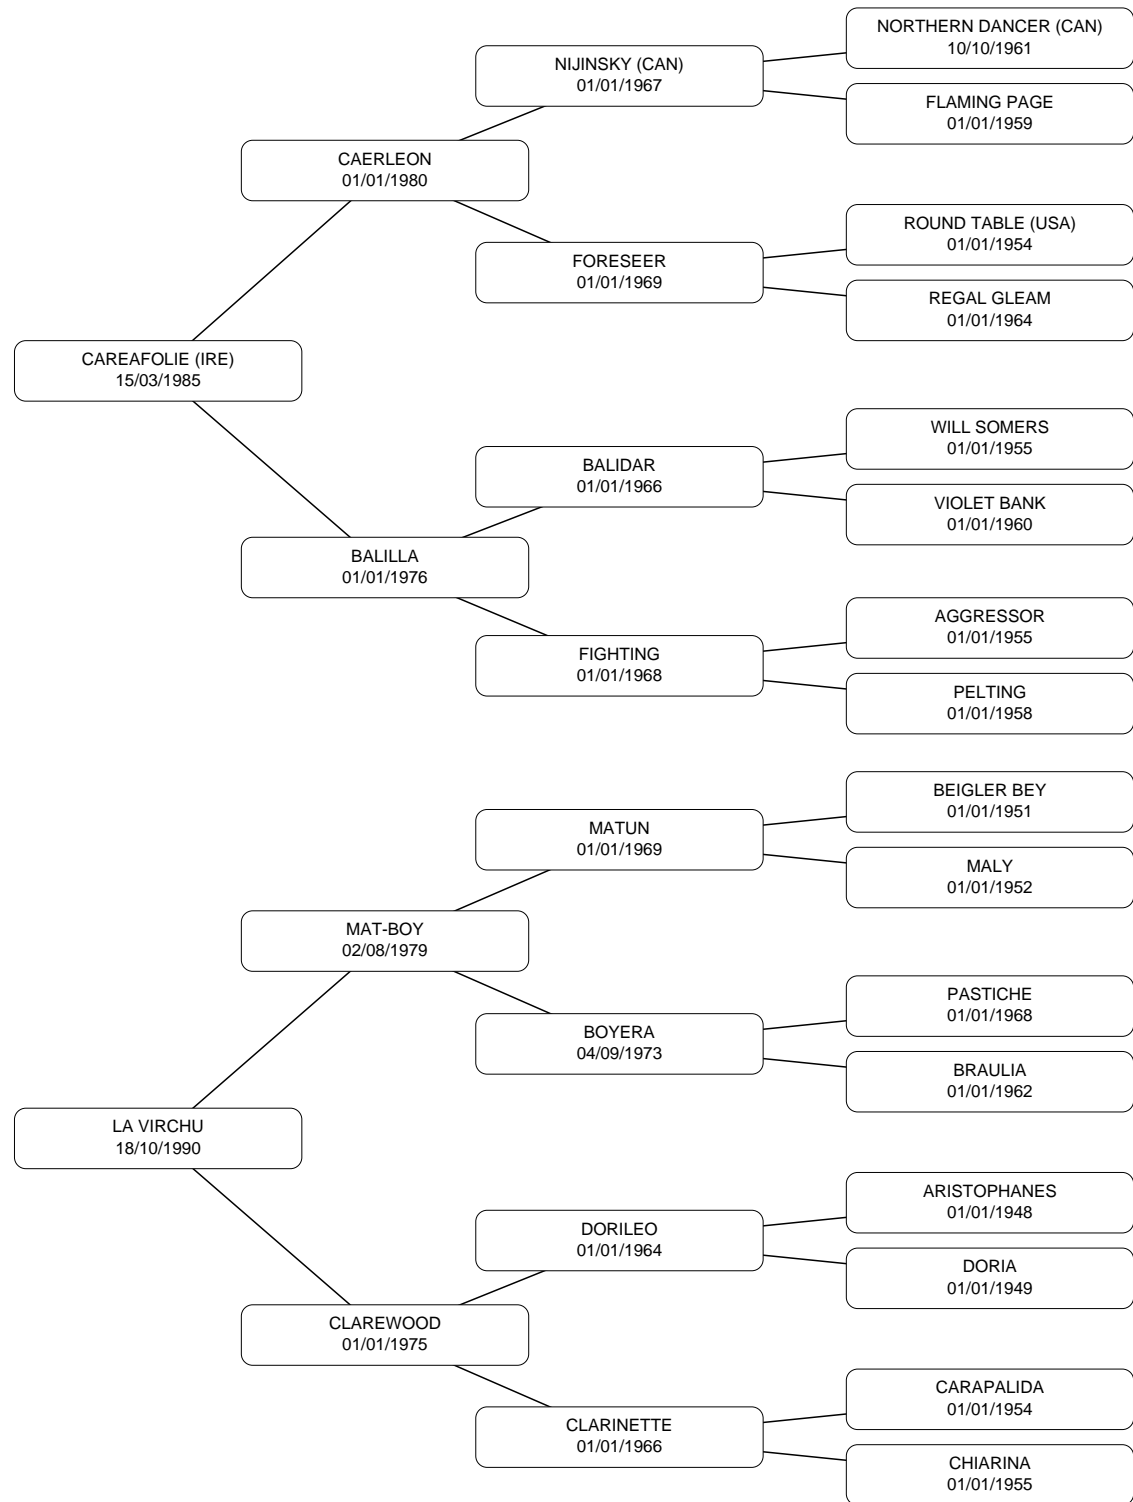 NORTHERN DANCER (CAN)
10/10/1961
NIJINSKY (CAN)
01/01/1967
FLAMING PAGE
01/01/1959
CAERLEON
01/01/1980
ROUND TABLE (USA)
01/01/1954
FORESEER
01/01/1969
REGAL GLEAM
01/01/1964
CAREAFOLIE (IRE)
15/03/1985
WILL SOMERS
01/01/1955
BALIDAR
01/01/1966
VIOLET BANK
01/01/1960
BALILLA
01/01/1976
AGGRESSOR
01/01/1955
FIGHTING
01/01/1968
PELTING
01/01/1958
BEIGLER BEY
01/01/1951
MATUN
01/01/1969
MALY
01/01/1952
MAT-BOY
02/08/1979
PASTICHE
01/01/1968
BOYERA
04/09/1973
BRAULIA
01/01/1962
LA VIRCHU
18/10/1990
ARISTOPHANES
01/01/1948
DORILEO
01/01/1964
DORIA
01/01/1949
CLAREWOOD
01/01/1975
CARAPALIDA
01/01/1954
CLARINETTE
01/01/1966
CHIARINA
01/01/1955